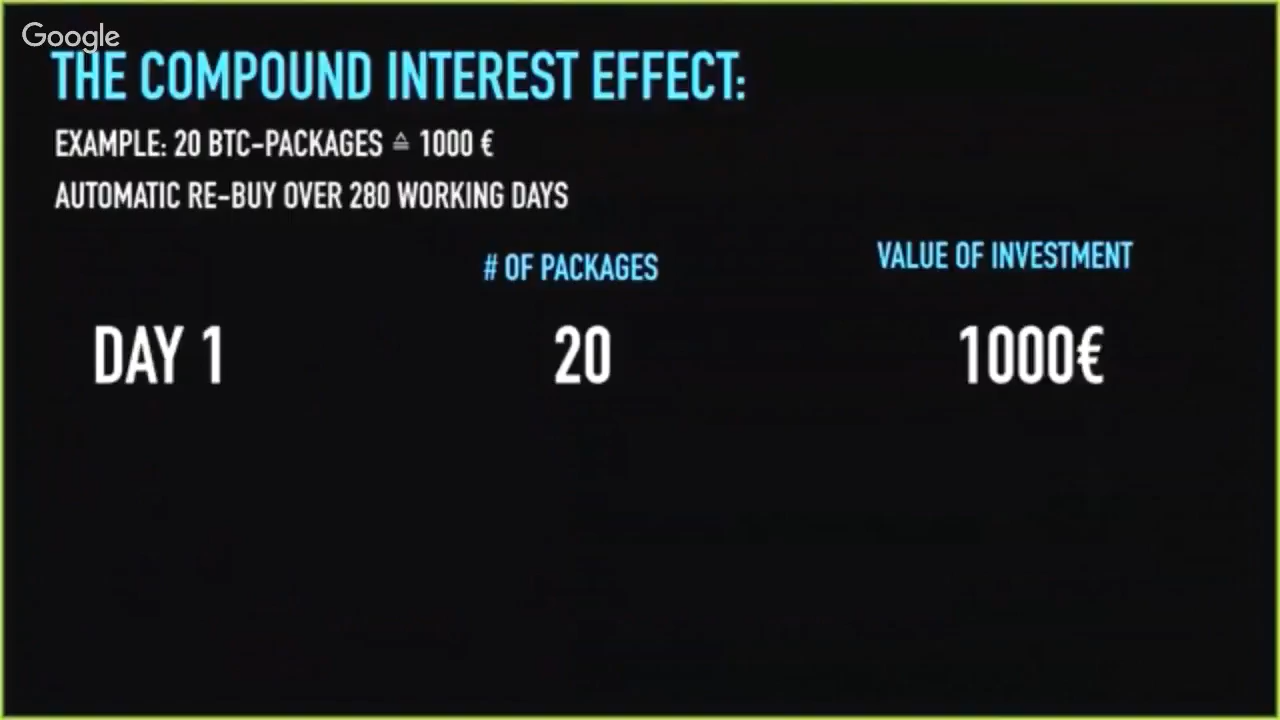 Google
THE COMPOUND INTEREST EFFECT:
EXAMPLE: 20 BTC-PACKAGES ≙ 1000 €
AUTOMATIC RE-BUY OVER 280 WORKING DAYS
# OF PACKAGES
VALUE OF INVESTMENT
DAY 1
20
1000€